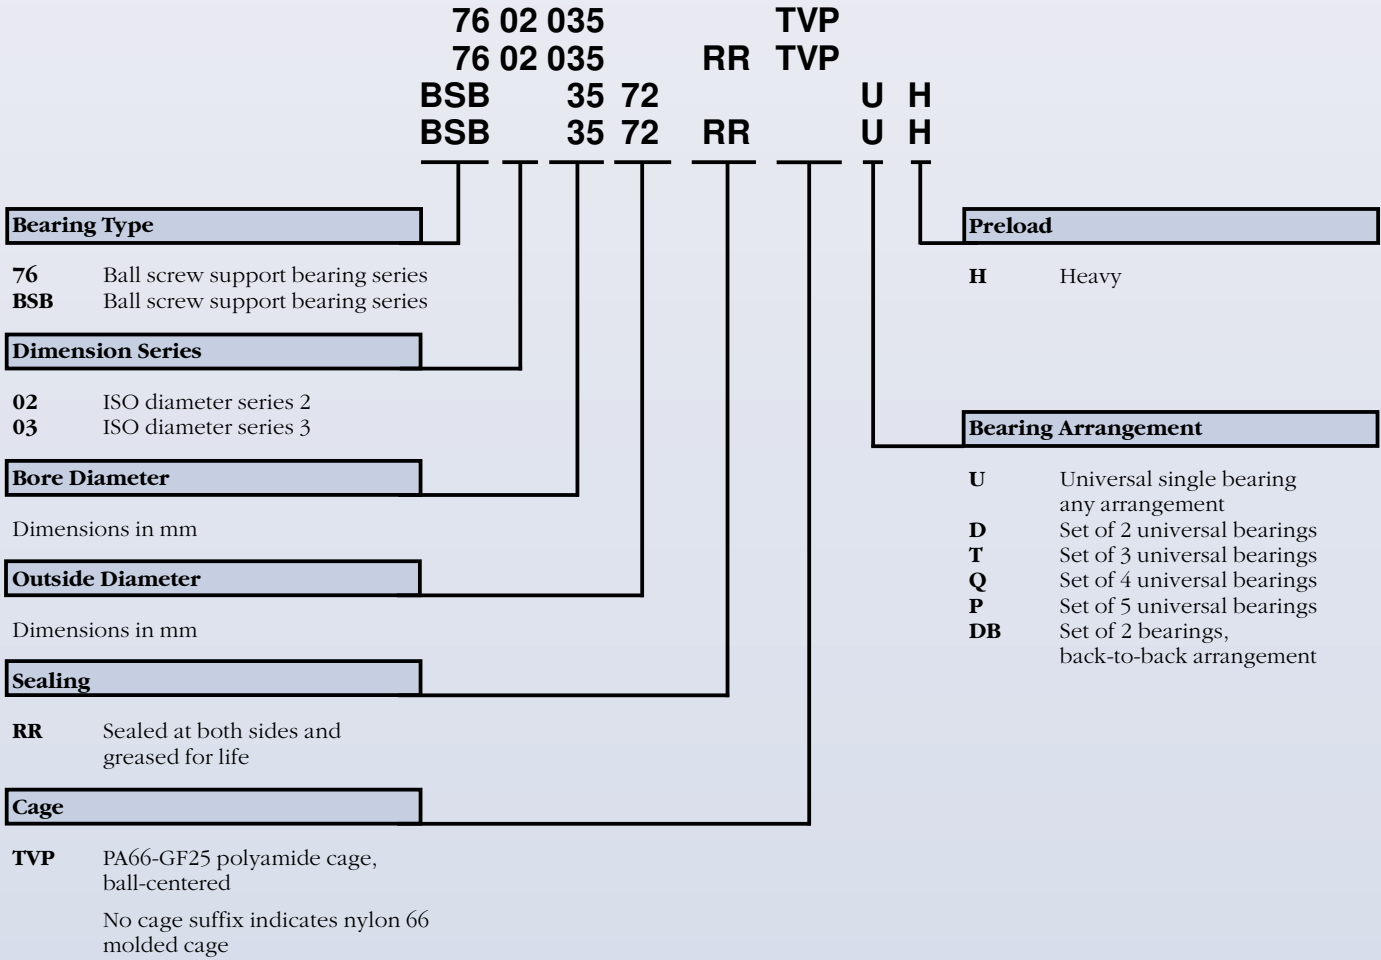 76 02 035 TVP
76 02 035 RR TVP
BSB 35 72 U H
BSB 35 72 RR U H
Bearing Type
76 Ball screw support bearing series
BSB Ball screw support bearing series
Dimension Series
02 ISO diameter series 2
03 ISO diameter series 3
Bore Diameter
Dimensions in mm
Outside Diameter
Dimensions in mm
Sealing
RR Sealed at both sides and
greased for life
Cage
TVP PA66-GF25 polyamide cage,
ball-centered
No cage suffix indicates nylon 66
molded cage
Preload
H Heavy
Bearing Arrangement
U Universal single bearing
any arrangement
D Set of 2 universal bearings
T Set of 3 universal bearings
Q Set of 4 universal bearings
P Set of 5 universal bearings
DB Set of 2 bearings,
back-to-back arrangement